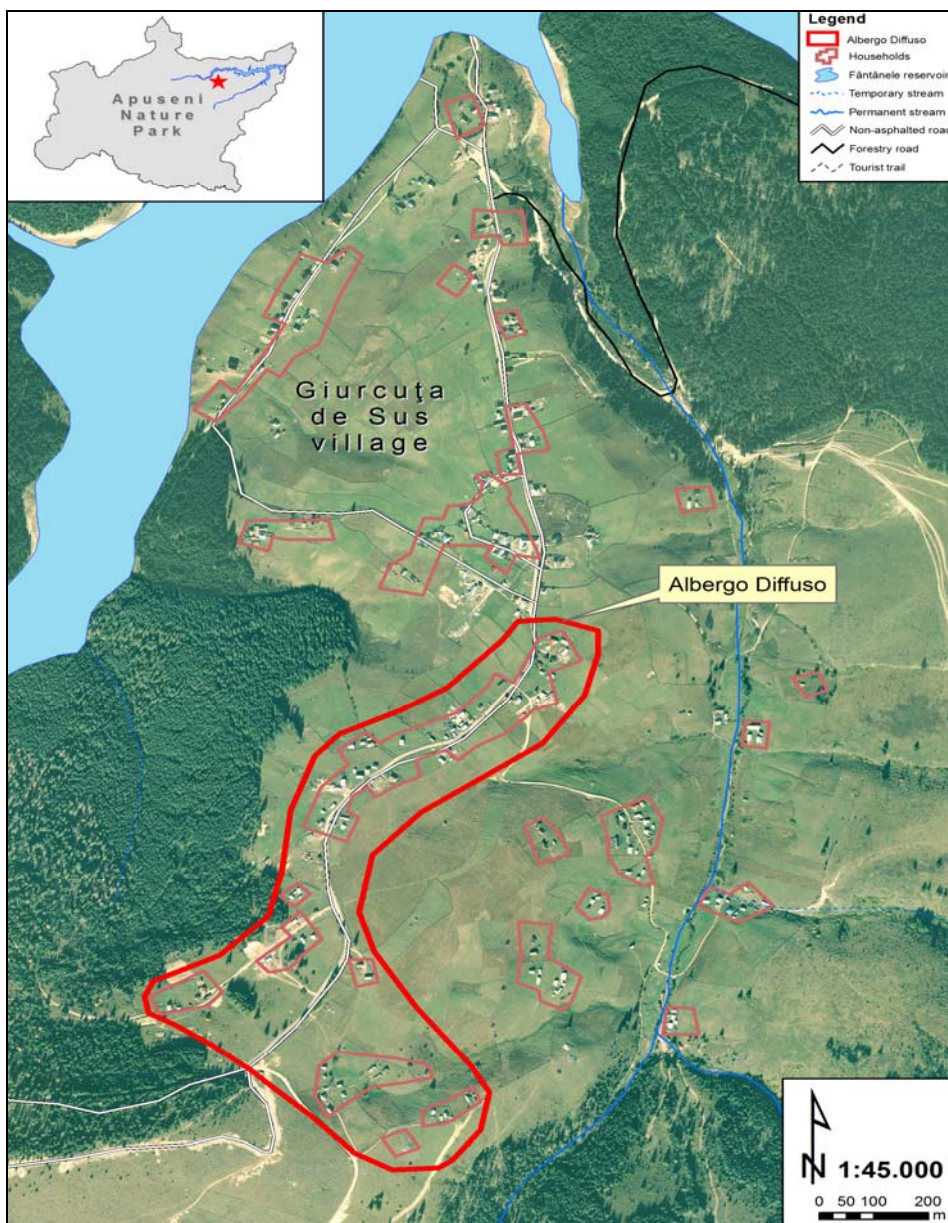 Apuseni
Nature
Park
Legend
Albergo Diffuso
Households
Fântânele reservoir
Temporary stream
Permanent stream
Non-asphalted road
Forestry road
Tourist trail
Giurcuţa
de Sus
village
Albergo Diffuso
N 1:45.000
0 50 100 200
m